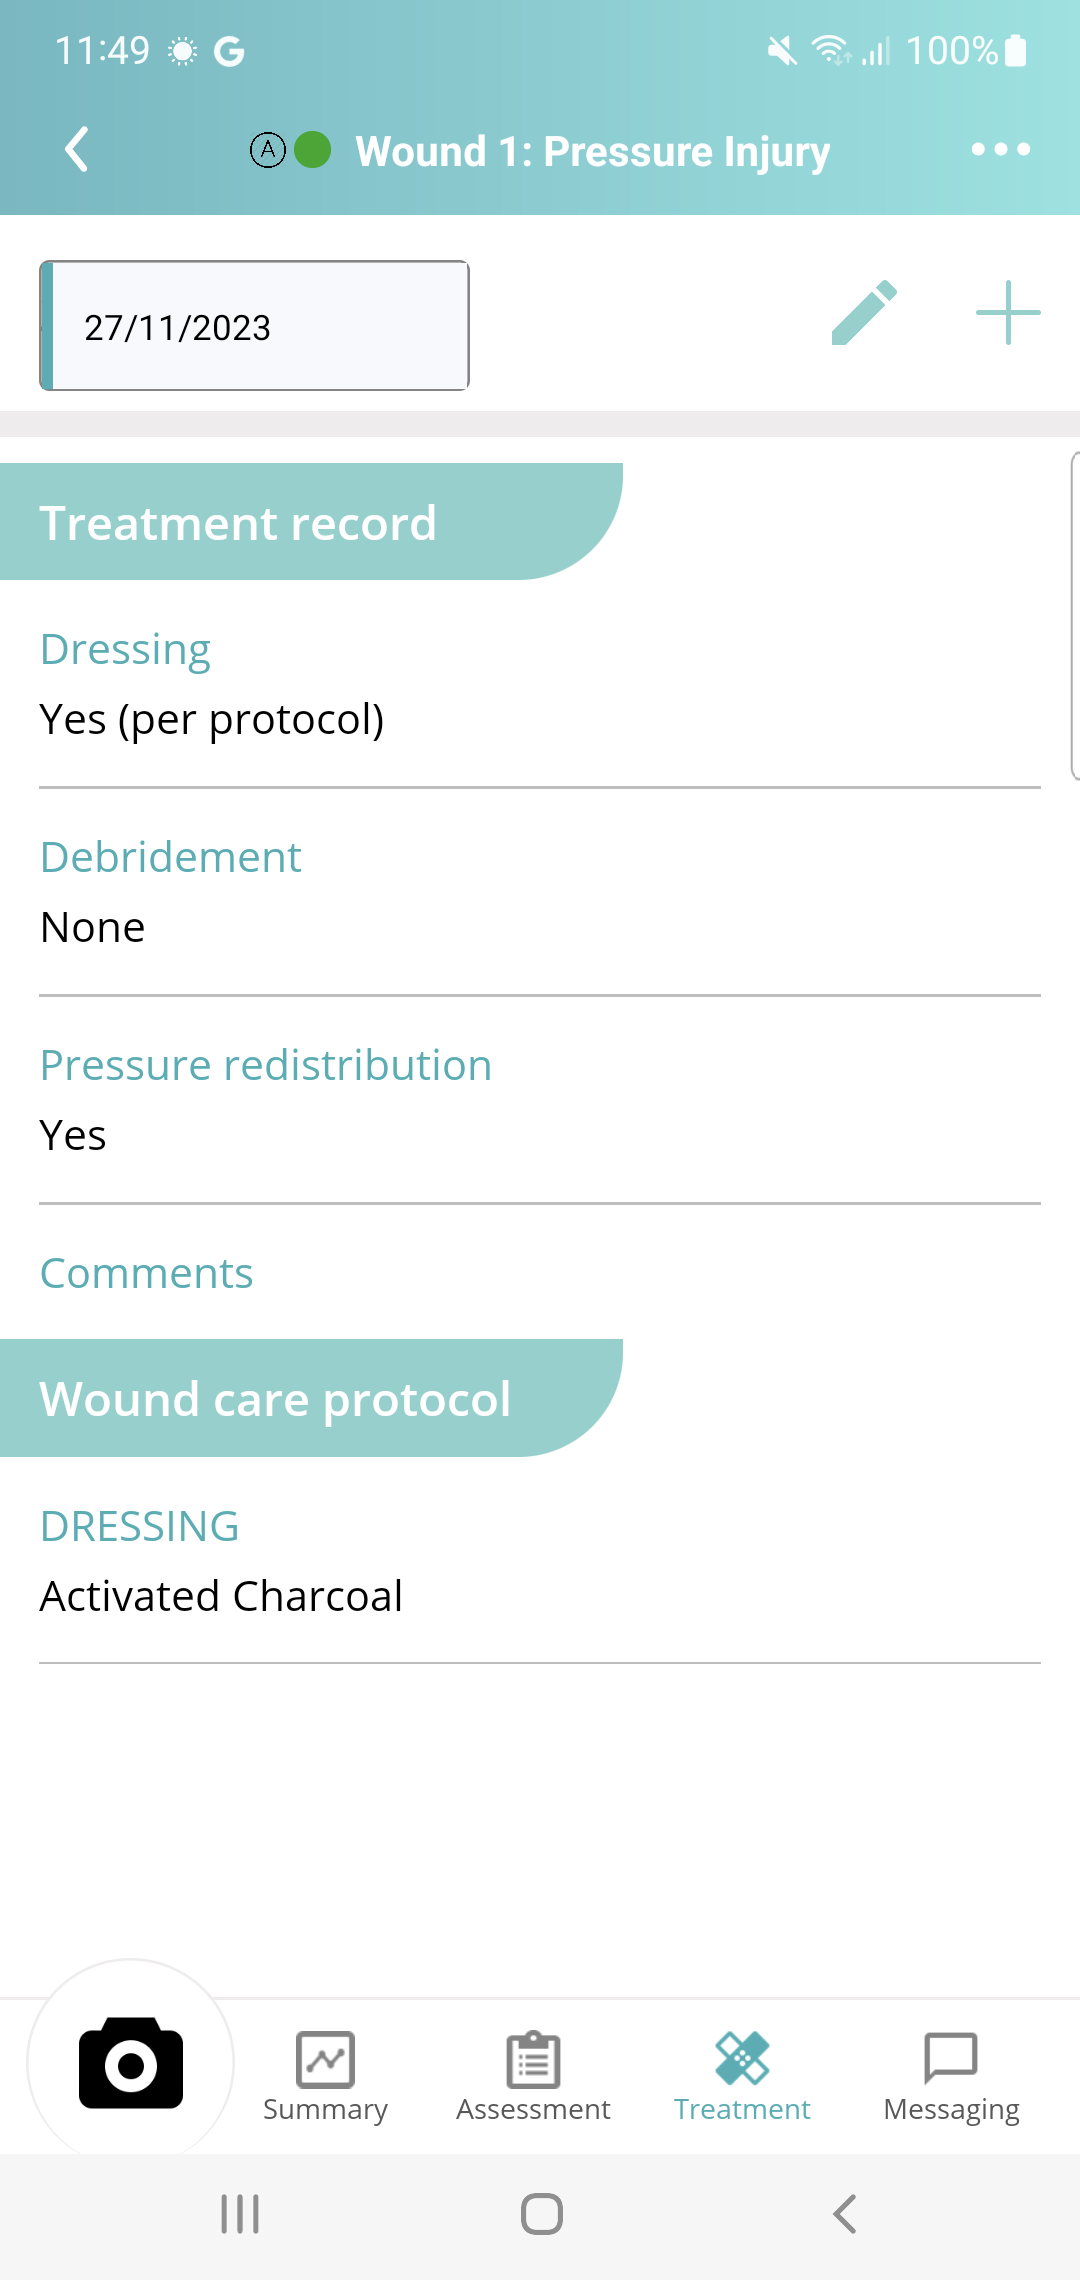 11:49 G 100%
A Wound 1: Pressure Injury
27/11/2023
Treatment record
Dressing
Yes (per protocol)
Debridement
None
Pressure redistribution
Yes
Comments
Wound care protocol
DRESSING
Activated Charcoal
Summary Assessment Treatment Messaging